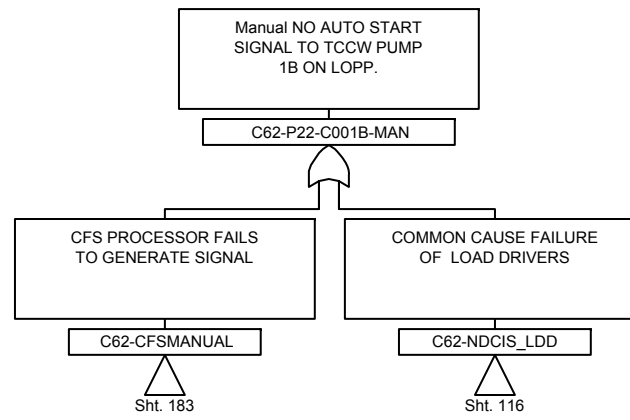 Manual NO AUTO START
SIGNAL TO TCCW PUMP
1B ON LOPP.
C62-P22-C001B-MAN
CFS PROCESSOR FAILS
TO GENERATE SIGNAL
C62-CFSMANUAL
Sht. 183
COMMON CAUSE FAILURE
OF LOAD DRIVERS
C62-NDCIS_LDD
Sht. 116